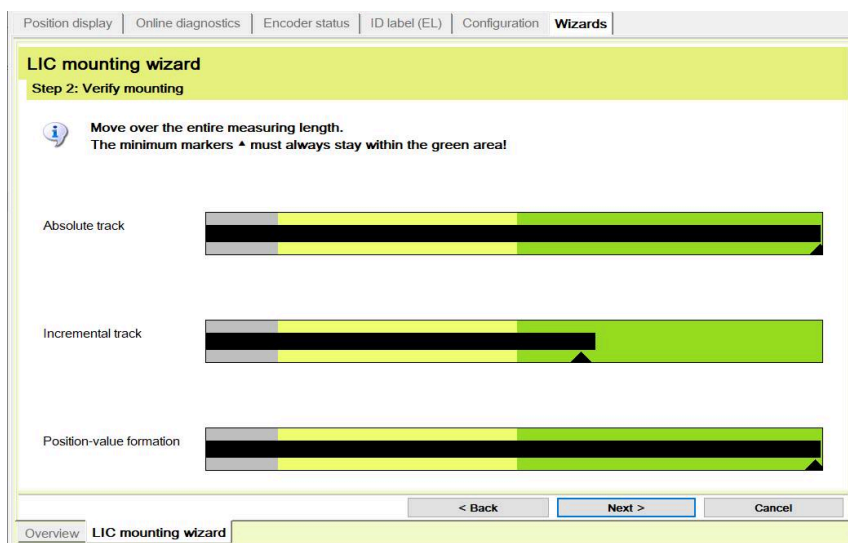 Position display
Online diagnostics
Encoder status
ID label (EL)
Configuration
Wizards
LIC mounting wizard
Step 2: Verify mounting
Move over the entire measuring length.
The minimum markers ▲ must always stay within the green area!
Absolute track
Incremental track
Position-value formation
< Back
Next >
Cancel
Overview
LIC mounting wizard